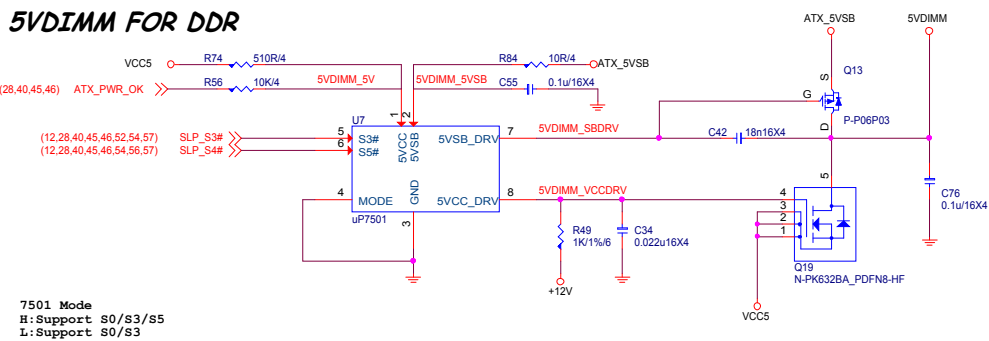 5VDIMM FOR DDR
ATX_5VSB
5VDIMM
VCC5
R74
510R/4
R84
10R/4
ATX_5VSB
(28,40,45,46)
ATX_PWR_OK
R56
10K/4
5VDIMM_5V
5VDIMM_5VSB
C55
0.1u/16X4
S
Q13
G
P-P06P03
D
U7
1
2
(12,28,40,45,46,52,54,57)
SLP_S3#
5
S3#
5VCC
5VSB
5VSB_DRV
7
5VDIMM_SBDRV
C42
18n16X4
(12,28,40,45,46,54,56,57)
SLP_S4#
6
S5#
5
4
MODE
GND
5VCC_DRV
8
5VDIMM_VCCDRV
4
3
2
1
C76
0.1u/16X4
uP7501
3
R49
1K/1%/6
C34
0.022u16X4
+12V
Q19
N-PK632BA_PDFN8-HF
VCC5
7501 Mode
H:Support S0/S3/S5
L:Support S0/S3